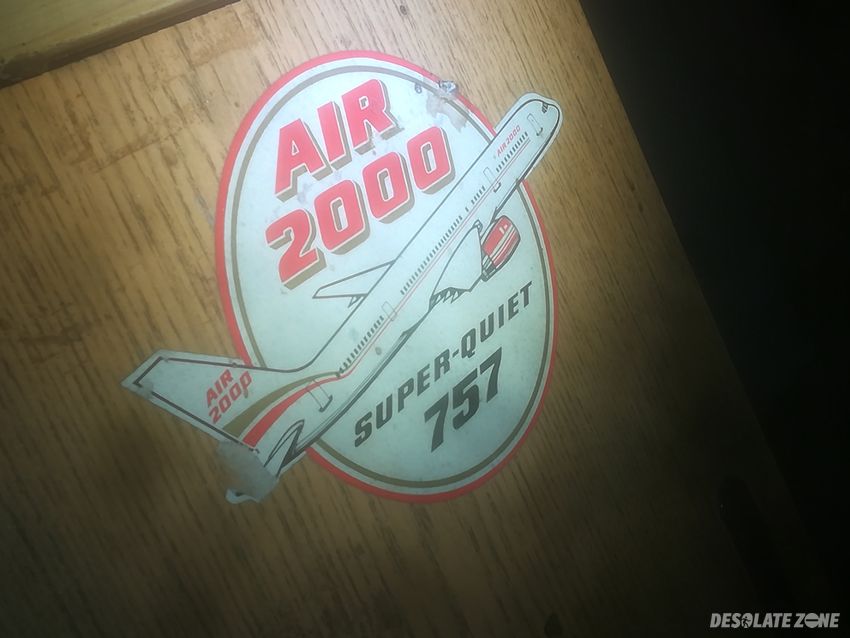 AIR
2000
AIR 2000
SUPER-QUIET
757
AIR
2000
DESOLATE ZONE